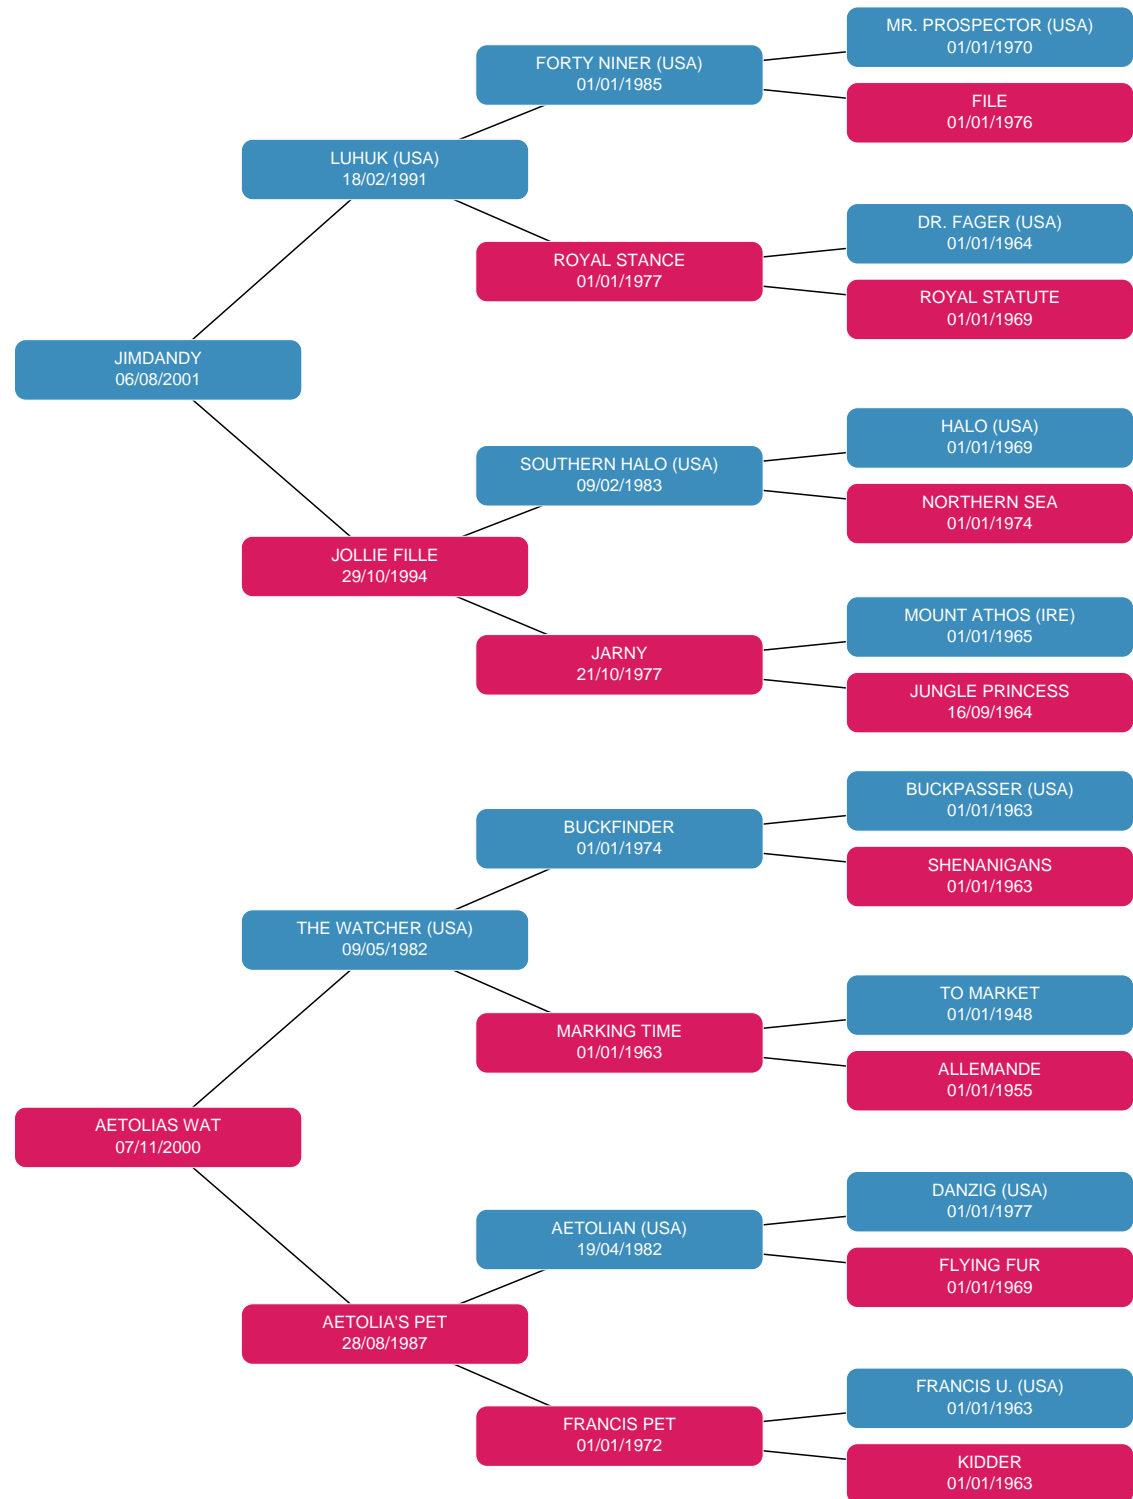 MR. PROSPECTOR (USA)
01/01/1970
FORTY NINER (USA)
01/01/1985
FILE
01/01/1976
LUHUK (USA)
18/02/1991
DR. FAGER (USA)
01/01/1964
ROYAL STANCE
01/01/1977
ROYAL STATUTE
01/01/1969
JIMDANDY
06/08/2001
HALO (USA)
01/01/1969
SOUTHERN HALO (USA)
09/02/1983
NORTHERN SEA
01/01/1974
JOLLIE FILLE
29/10/1994
MOUNT ATHOS (IRE)
01/01/1965
JARNY
21/10/1977
JUNGLE PRINCESS
16/09/1964
BUCKPASSER (USA)
01/01/1963
BUCKFINDER
01/01/1974
SHENANIGANS
01/01/1963
THE WATCHER (USA)
09/05/1982
TO MARKET
01/01/1948
MARKING TIME
01/01/1963
ALLEMANDE
01/01/1955
AETOLIAS WAT
07/11/2000
DANZIG (USA)
01/01/1977
AETOLIAN (USA)
19/04/1982
FLYING FUR
01/01/1969
AETOLIA'S PET
28/08/1987
FRANCIS U. (USA)
01/01/1963
FRANCIS PET
01/01/1972
KIDDER
01/01/1963